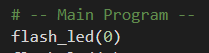 # -- Main Program --
flash_led(0)